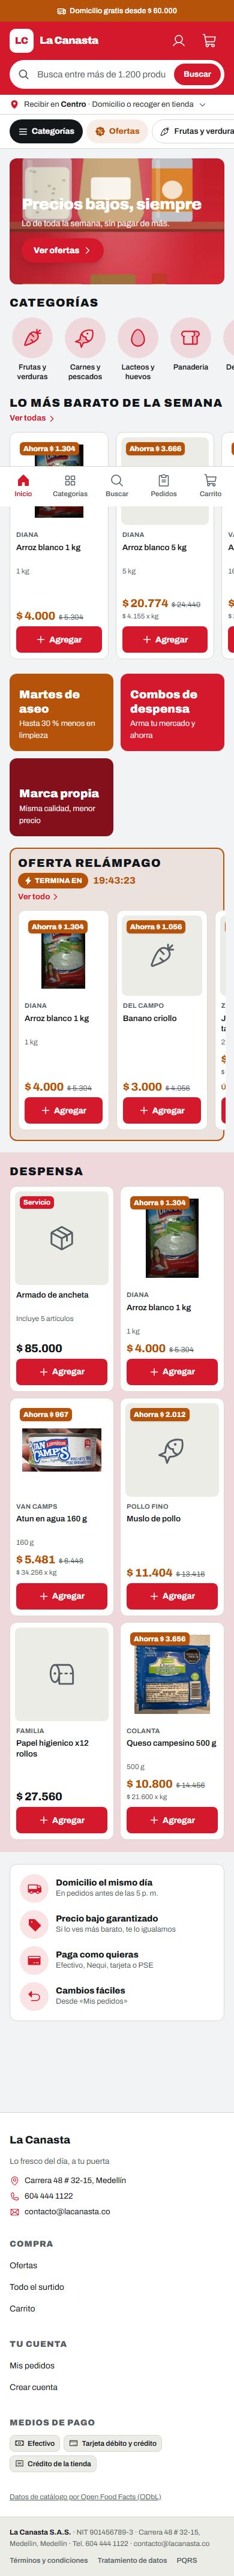 Domicilio gratis desde $ 60.000
LC La Canasta
Busca entre más de 1.200 produ
Buscar
Recibir en Centro · Domicilio o recoger en tienda
Categorías
Ofertas
Frutas y verdura
Precios bajos, siempre
Lo de toda la semana, sin pagar de más.
Ver ofertas
CATEGORÍAS
Frutas y verduras
Carnes y pescados
Lacteos y huevos
Panadería
De
LO MÁS BARATO DE LA SEMANA
Ver todas
Ahorra $ 1.304
Ahorra $ 3.666
Inicio
Categorías
Buscar
Pedidos
Carrito
DIANA
Arroz blanco 1 kg
1 kg
$ 4.000 $ 5.304
Agregar
DIANA
Arroz blanco 5 kg
5 kg
$ 20.774 $ 24.440
$ 4.155 x kg
Agregar
Martes de aseo
Hasta 30 % menos en limpieza
Combos de despensa
Arma tu mercado y ahorra
Marca propia
Misma calidad, menor precio
OFERTA RELÁMPAGO
TERMINA EN 19:43:23
Ver todo
Ahorra $ 1.304
DIANA
Arroz blanco 1 kg
1 kg
$ 4.000 $ 5.304
Agregar
Ahorra $ 1.056
DEL CAMPO
Banano criollo
$ 3.000 $ 4.056
Agregar
DESPENSA
Servicio
Armado de ancheta
Incluye 5 artículos
$ 85.000
Agregar
Ahorra $ 1.304
DIANA
Arroz blanco 1 kg
1 kg
$ 4.000 $ 5.304
Agregar
Ahorra $ 967
VAN CAMPS
Atun en agua 160 g
160 g
$ 5.481 $ 6.448
$ 34.256 x kg
Agregar
Ahorra $ 2.012
POLLO FINO
Muslo de pollo
$ 11.404 $ 13.416
Agregar
FAMILIA
Papel higienico x12 rollos
$ 27.560
Agregar
Ahorra $ 3.656
COLANTA
Queso campesino 500 g
500 g
$ 10.800 $ 14.456
$ 21.600 x kg
Agregar
Domicilio el mismo día
En pedidos antes de las 5 p. m.
Precio bajo garantizado
Si lo ves más barato, te lo igualamos
Paga como quieras
Efectivo, Nequi, tarjeta o PSE
Cambios fáciles
Desde «Mis pedidos»
La Canasta
Lo fresco del día, a tu puerta
Carrera 48 # 32-15, Medellín
604 444 1122
contacto@lacanasta.co
COMPRA
Ofertas
Todo el surtido
Carrito
TU CUENTA
Mis pedidos
Crear cuenta
MEDIOS DE PAGO
Efectivo
Tarjeta débito y crédito
Crédito de la tienda
Datos de catálogo por Open Food Facts (ODbL)
La Canasta S.A.S. · NIT 901456789-3 · Carrera 48 # 32-15,
Medellín, Medellín · Tel. 604 444 1122 · contacto@lacanasta.co
Términos y condiciones
Tratamiento de datos
PQRS